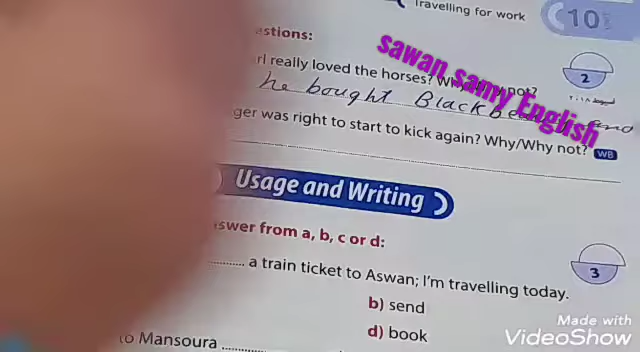 Travelling for work
10
estions:
rl really loved the horses? Why/Why not?
2
he bought Black
sawan samy English
ger was right to start to kick again? Why/Why not? WB
Usage and Writing
swer from a, b, c or d:
3
a train ticket to Aswan; I'm travelling today.
b) send
d) book
to Mansoura
Made with
VideoShow